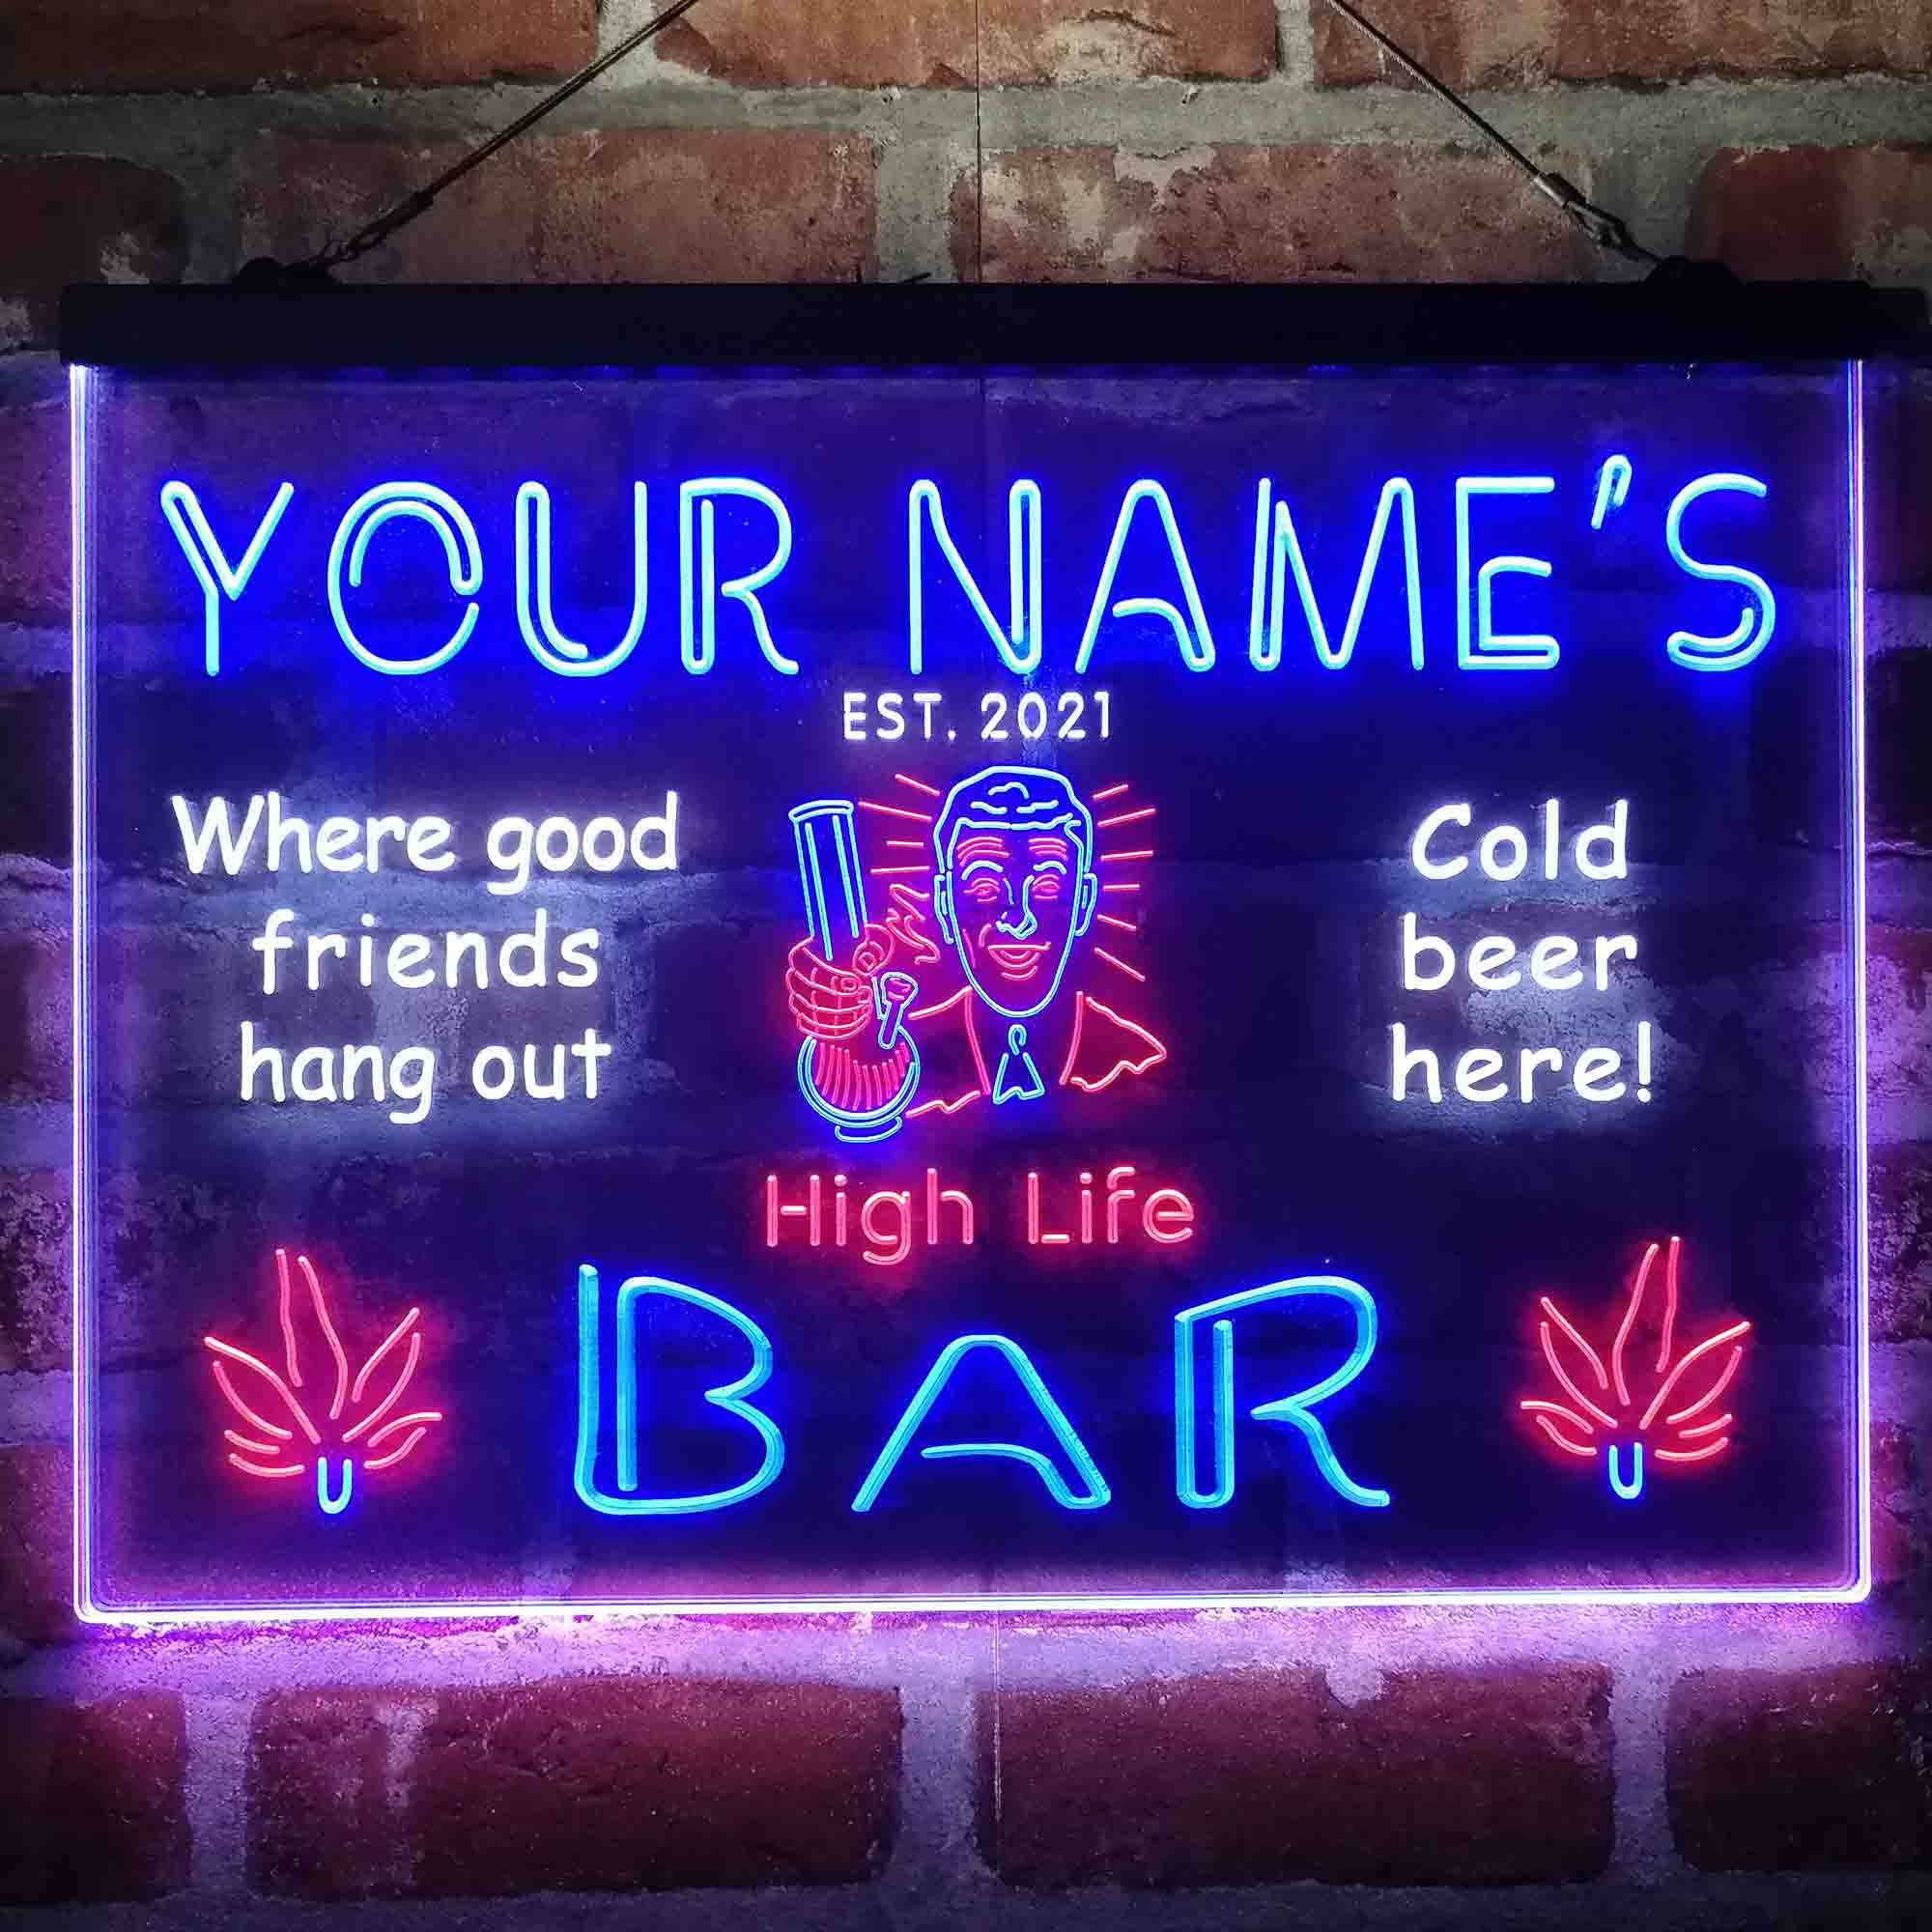 YOUR NAME'S
EST. 2021
Where good
friends
hang out
Cold
beer
here!
High Life
BAR